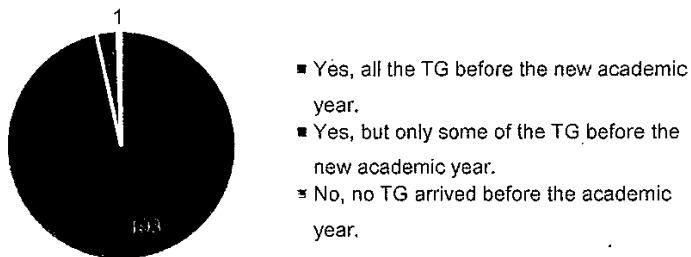 1
Yes, all the TG before the new academic
year.
Yes, but only some of the TG before the
new academic year.
No, no TG arrived before the academic
year.
193